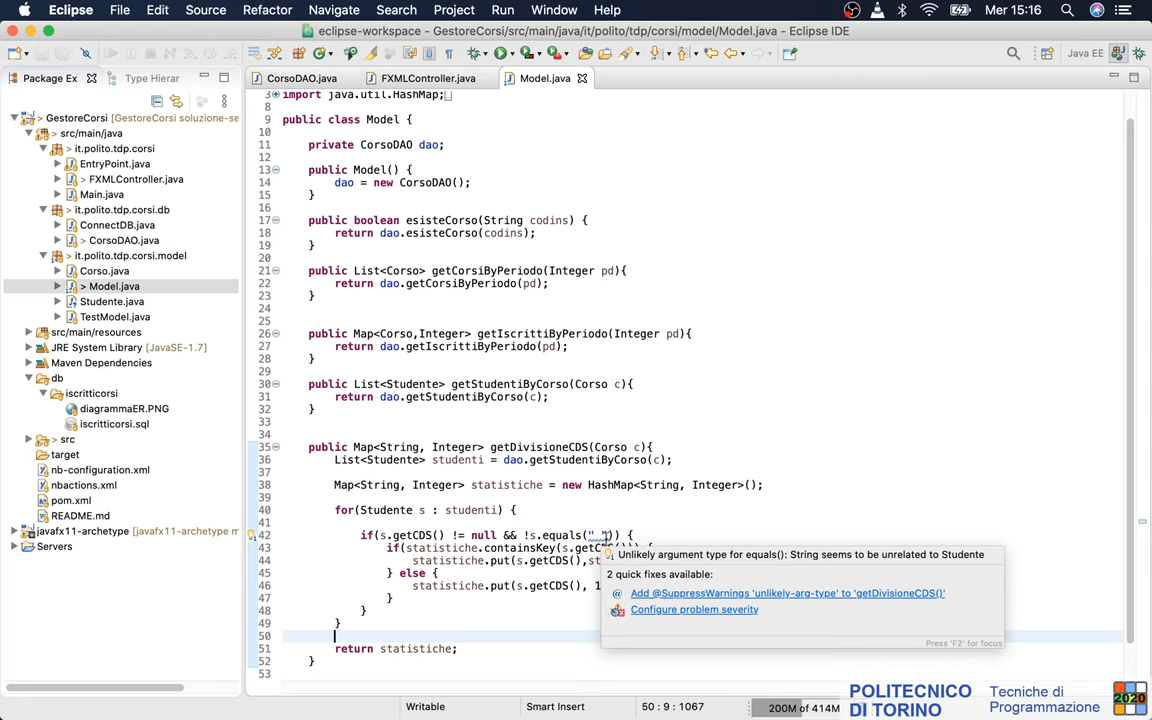 Eclipse File Edit Source Refactor Navigate Search Project Run Window Help Mer 15:16
eclipse-workspace - GestoreCorsi/src/main/java/it/polito/tdp/corsi/model/Model.java - Eclipse IDE
Java EE
Package Ex Type Hierar
CorsoDAO.java FXMLController.java Model.java
GestoreCorsi [GestoreCorsi soluzione-se
> src/main/java
> it.polito.tdp.corsi
EntryPoint.java
> FXMLController.java
Main.java
> it.polito.tdp.corsi.db
ConnectDB.java
> CorsoDAO.java
> it.polito.tdp.corsi.model
Corso.java
> Model.java
Studente.java
TestModel.java
src/main/resources
JRE System Library [JavaSE-1.7]
Maven Dependencies
db
iscritticorsi
diagrammaER.PNG
iscritticorsi.sql
> src
target
nb-configuration.xml
nbactions.xml
pom.xml
README.md
javafx11-archetype [javafx11-archetype m
Servers
3 import java.util.HashMap;
8
9 public class Model {
10
11 private CorsoDAO dao;
12
13 public Model() {
14 dao = new CorsoDAO();
15 }
16
17 public boolean esisteCorso(String codins) {
18 return dao.esisteCorso(codins);
19 }
20
21 public List<Corso> getCorsiByPeriodo(Integer pd){
22 return dao.getCorsiByPeriodo(pd);
23 }
24
25
26 public Map<Corso,Integer> getIscrittiByPeriodo(Integer pd){
27 return dao.getIscrittiByPeriodo(pd);
28 }
29
30 public List<Studente> getStudentiByCorso(Corso c){
31 return dao.getStudentiByCorso(c);
32 }
33
34
35 public Map<String, Integer> getDivisioneCDS(Corso c){
36 List<Studente> studenti = dao.getStudentiByCorso(c);
37
38 Map<String, Integer> statistiche = new HashMap<String, Integer>();
39
40 for(Studente s : studenti) {
41
42 if(s.getCDS() != null && !s.equals(" ")) {
43 if(statistiche.containsKey(s.getCDS())) {
44 statistiche.put(s.getCDS(),st
45 } else {
46 statistiche.put(s.getCDS(), 1
47 }
48 }
49 }
50
51 return statistiche;
52 }
53
Unlikely argument type for equals(): String seems to be unrelated to Studente
2 quick fixes available:
Add @SuppressWarnings 'unlikely-arg-type' to 'getDivisioneCDS()'
Configure problem severity
Press 'F2' for focus
Writable Smart Insert 50 : 9 : 1067 200M of 414M
POLITECNICO
DI TORINO
Tecniche di
Programmazione
2020